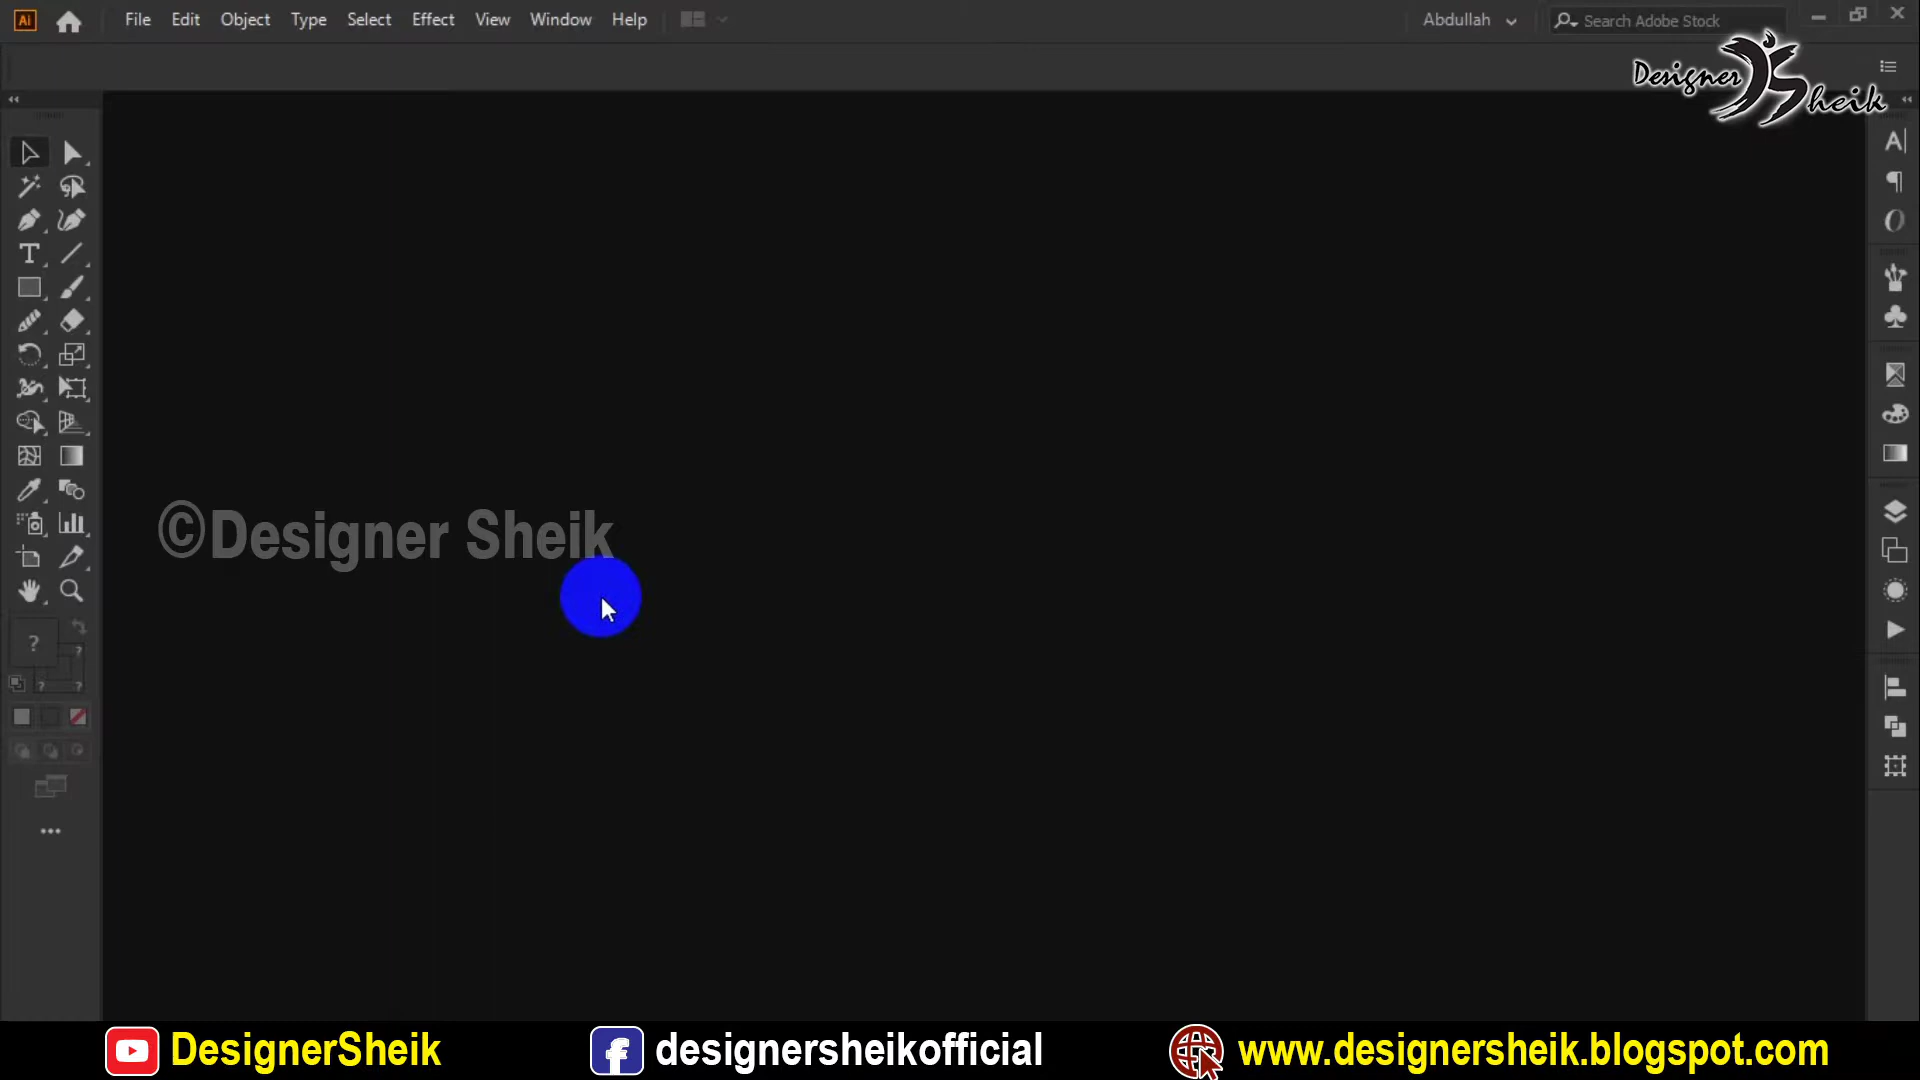 Ai File Edit Object Type Select Effect View Window Help Abdullah Search Adobe Stock
Designer Sheik
©Designer Sheik
DesignerSheik designersheikofficial www.designersheik.blogspot.com